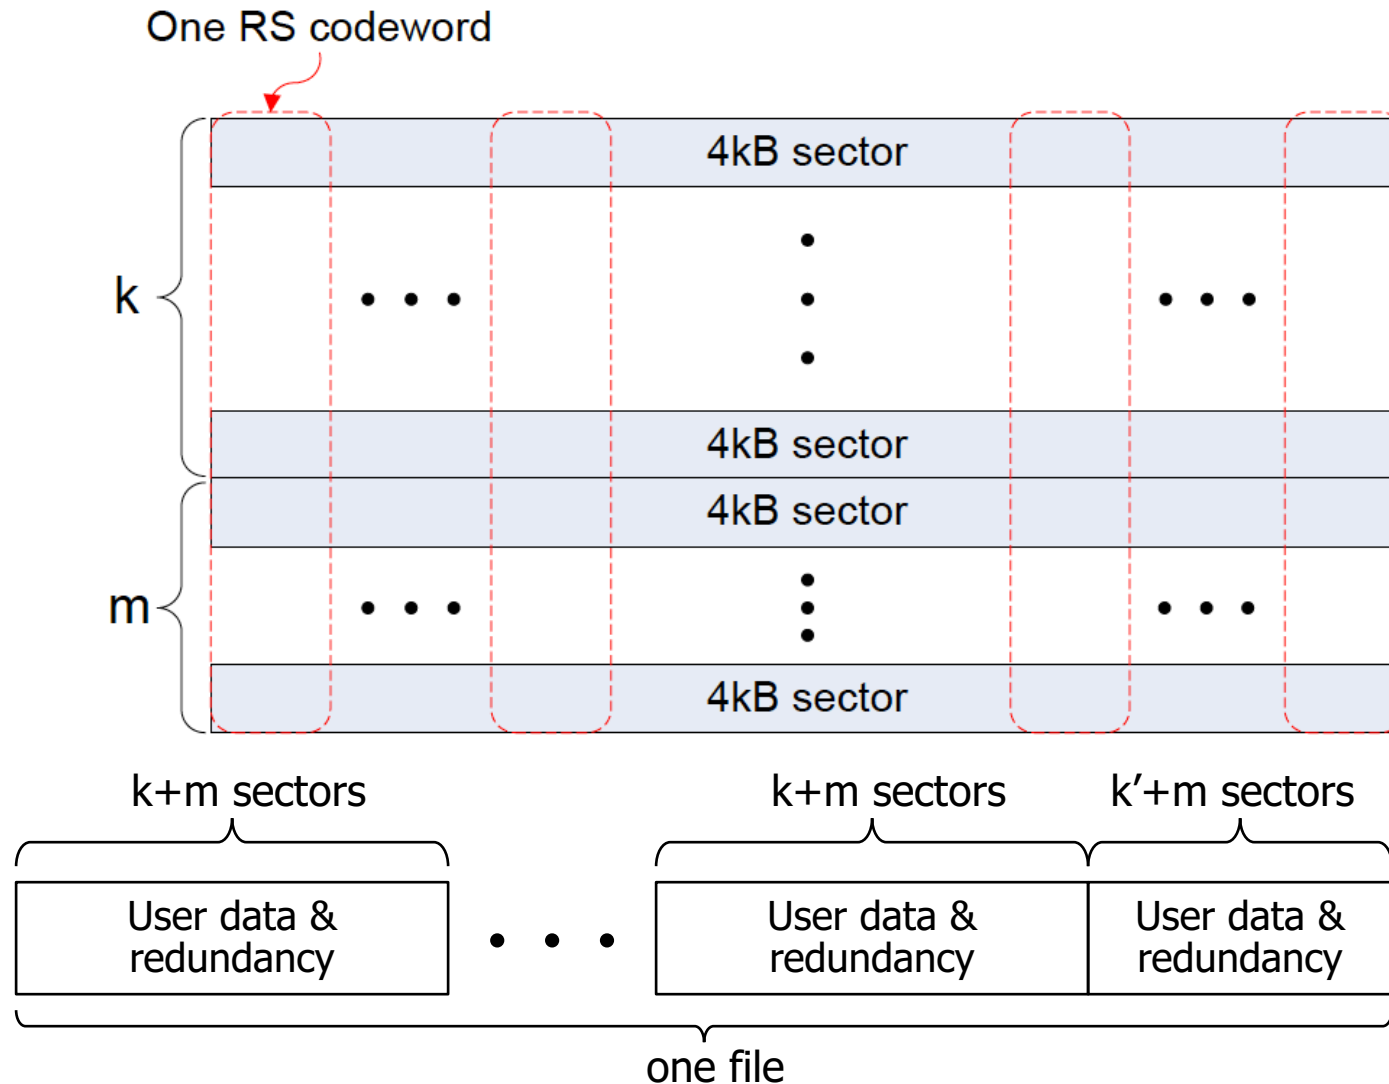 One RS codeword
4kB sector
k
4kB sector
4kB sector
m
4kB sector
k+m sectors
k+m sectors
k’+m sectors
User data &
redundancy
User data &
redundancy
User data &
redundancy
one file